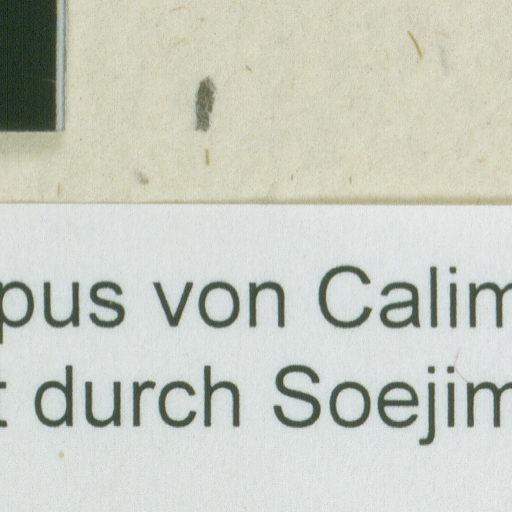 pus von Calim
t durch Soejim